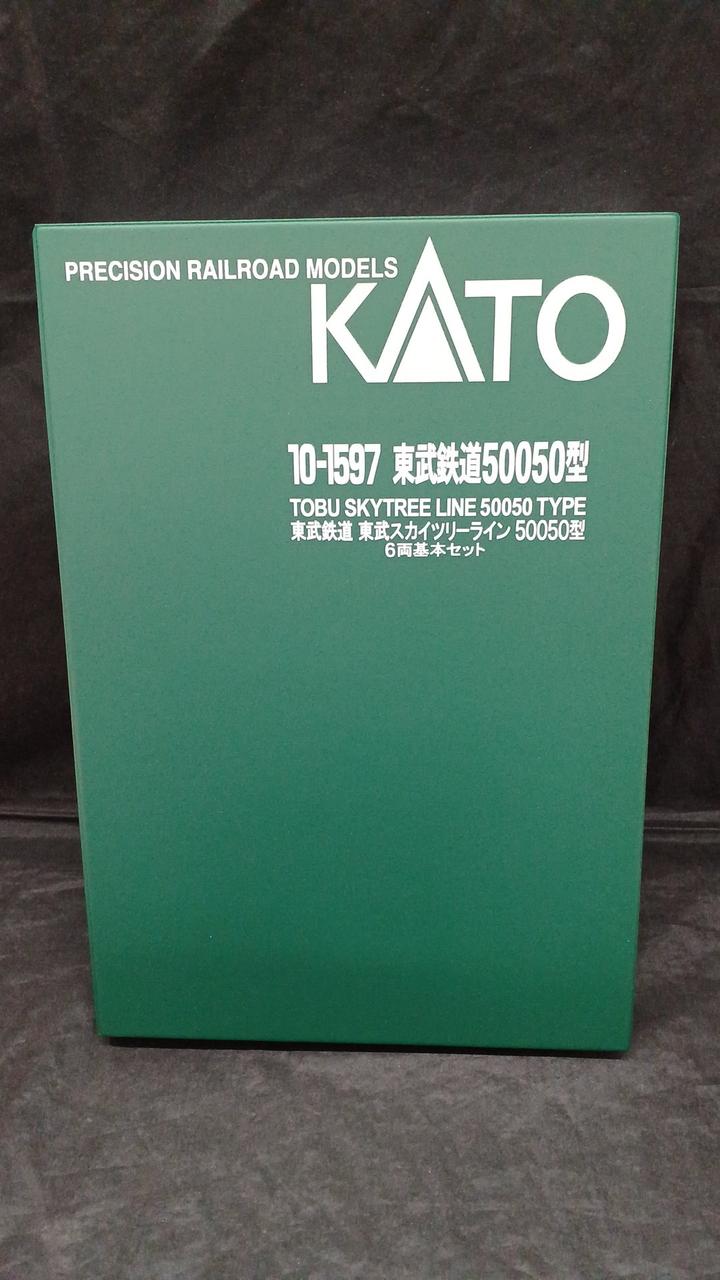 PRECISION RAILROAD MODELS
KATO
10-1597 東武鉄道50050型
TOBU SKYTREE LINE 50050 TYPE
東武鉄道 東武スカイツリーライン 50050型
6両基本セット